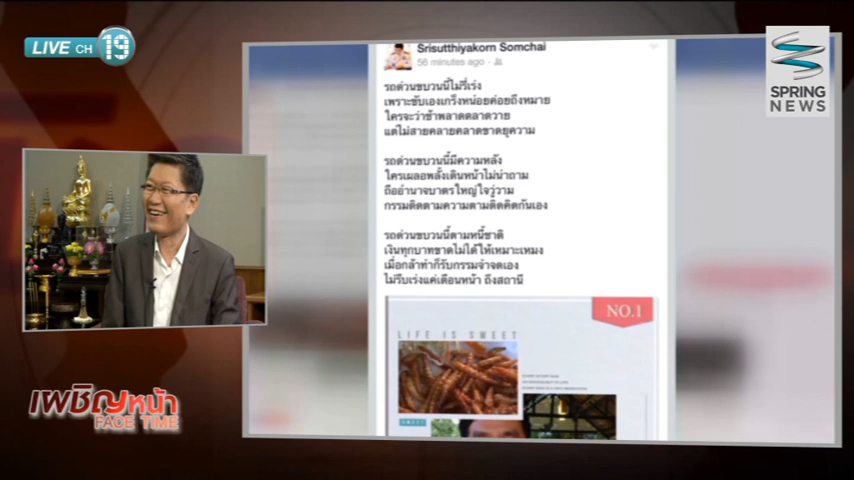 LIVE CH 19
SPRING
NEWS
Srisutthiyakorn Somchai
56 minutes ago
รถด่วนขบวนนี้ไม่รี่เร่ง
เพราะขับเองเกร็งหน่อยค่อยถึงหมาย
ใครจะว่าช้าพลาดตลาดวาย
แต่ไม่สายคลายคลาดขาดยุความ
รถด่วนขบวนนี้มีความหลัง
ใครเผลอพลั้งเดินหน้าไม่น่าถาม
ถืออำนาจบาตรใหญ่ใจวู่วาม
กรรมติดตามความตามติดคิดกันเอง
รถด่วนขบวนนี้ตามหนี้ชาติ
เงินทุกบาทขาดไม่ได้ให้เหมาะเหมง
เมื่อกล้าทำก็รับกรรมจำจดเอง
ไม่รีบเร่งแค่เดือนหน้า ถึงสถานี
NO.1
LIFE IS SWEET
SWEET
เผชิญหน้า
FACE TIME